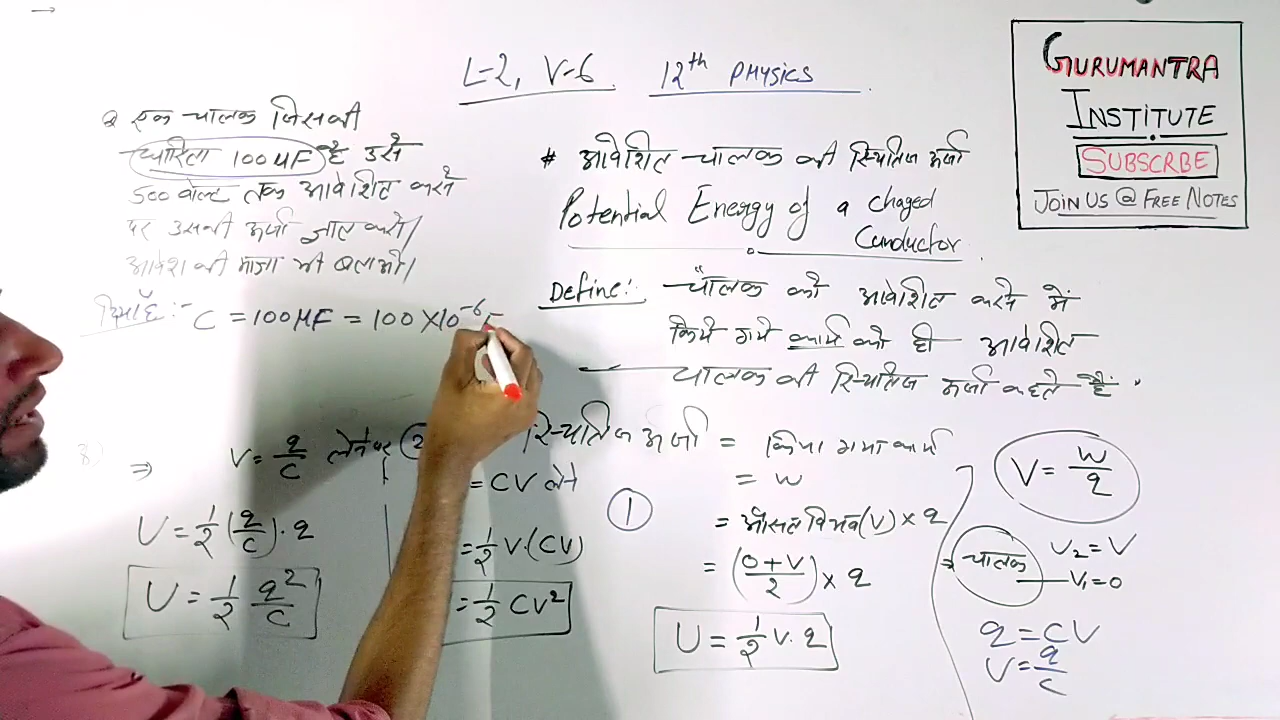 L-2, V-6 12th PHYSICS
GURUMANTRA
INSTITUTE
SUBSCRBE
JOIN US @ FREE NOTES
Q एक चालक जिसकी
धारिता 100 μF है उसे
500 वोल्ट तक आवेशित करने
पर उसकी ऊर्जा ज्ञात करो।
आवेश की मात्रा भी बताओ।
C = 100 μF = 100 × 10⁻⁶ F
* आवेशित चालक की स्थितिज ऊर्जा
Potential Energy of a Chaged
Conductor
Define:- "चालक को आवेशित करने में
किये गये कार्य को ही आवेशित
चालक की स्थितिज ऊर्जा कहते हैं.
स्थितिज ऊर्जा = किया गया कार्य
= W
① = औसत विभव(V) × q
= (0+V/2) × q
U = 1/2 V. q
V = W/q
चालक V₂ = V
V₁ = 0
q = CV
V = q/C
⇒ V = q/C लेने पर
U = 1/2 (q/C) . q
U = 1/2 q²/C
②
= CV लेने
= 1/2 V.(CV)
= 1/2 CV²